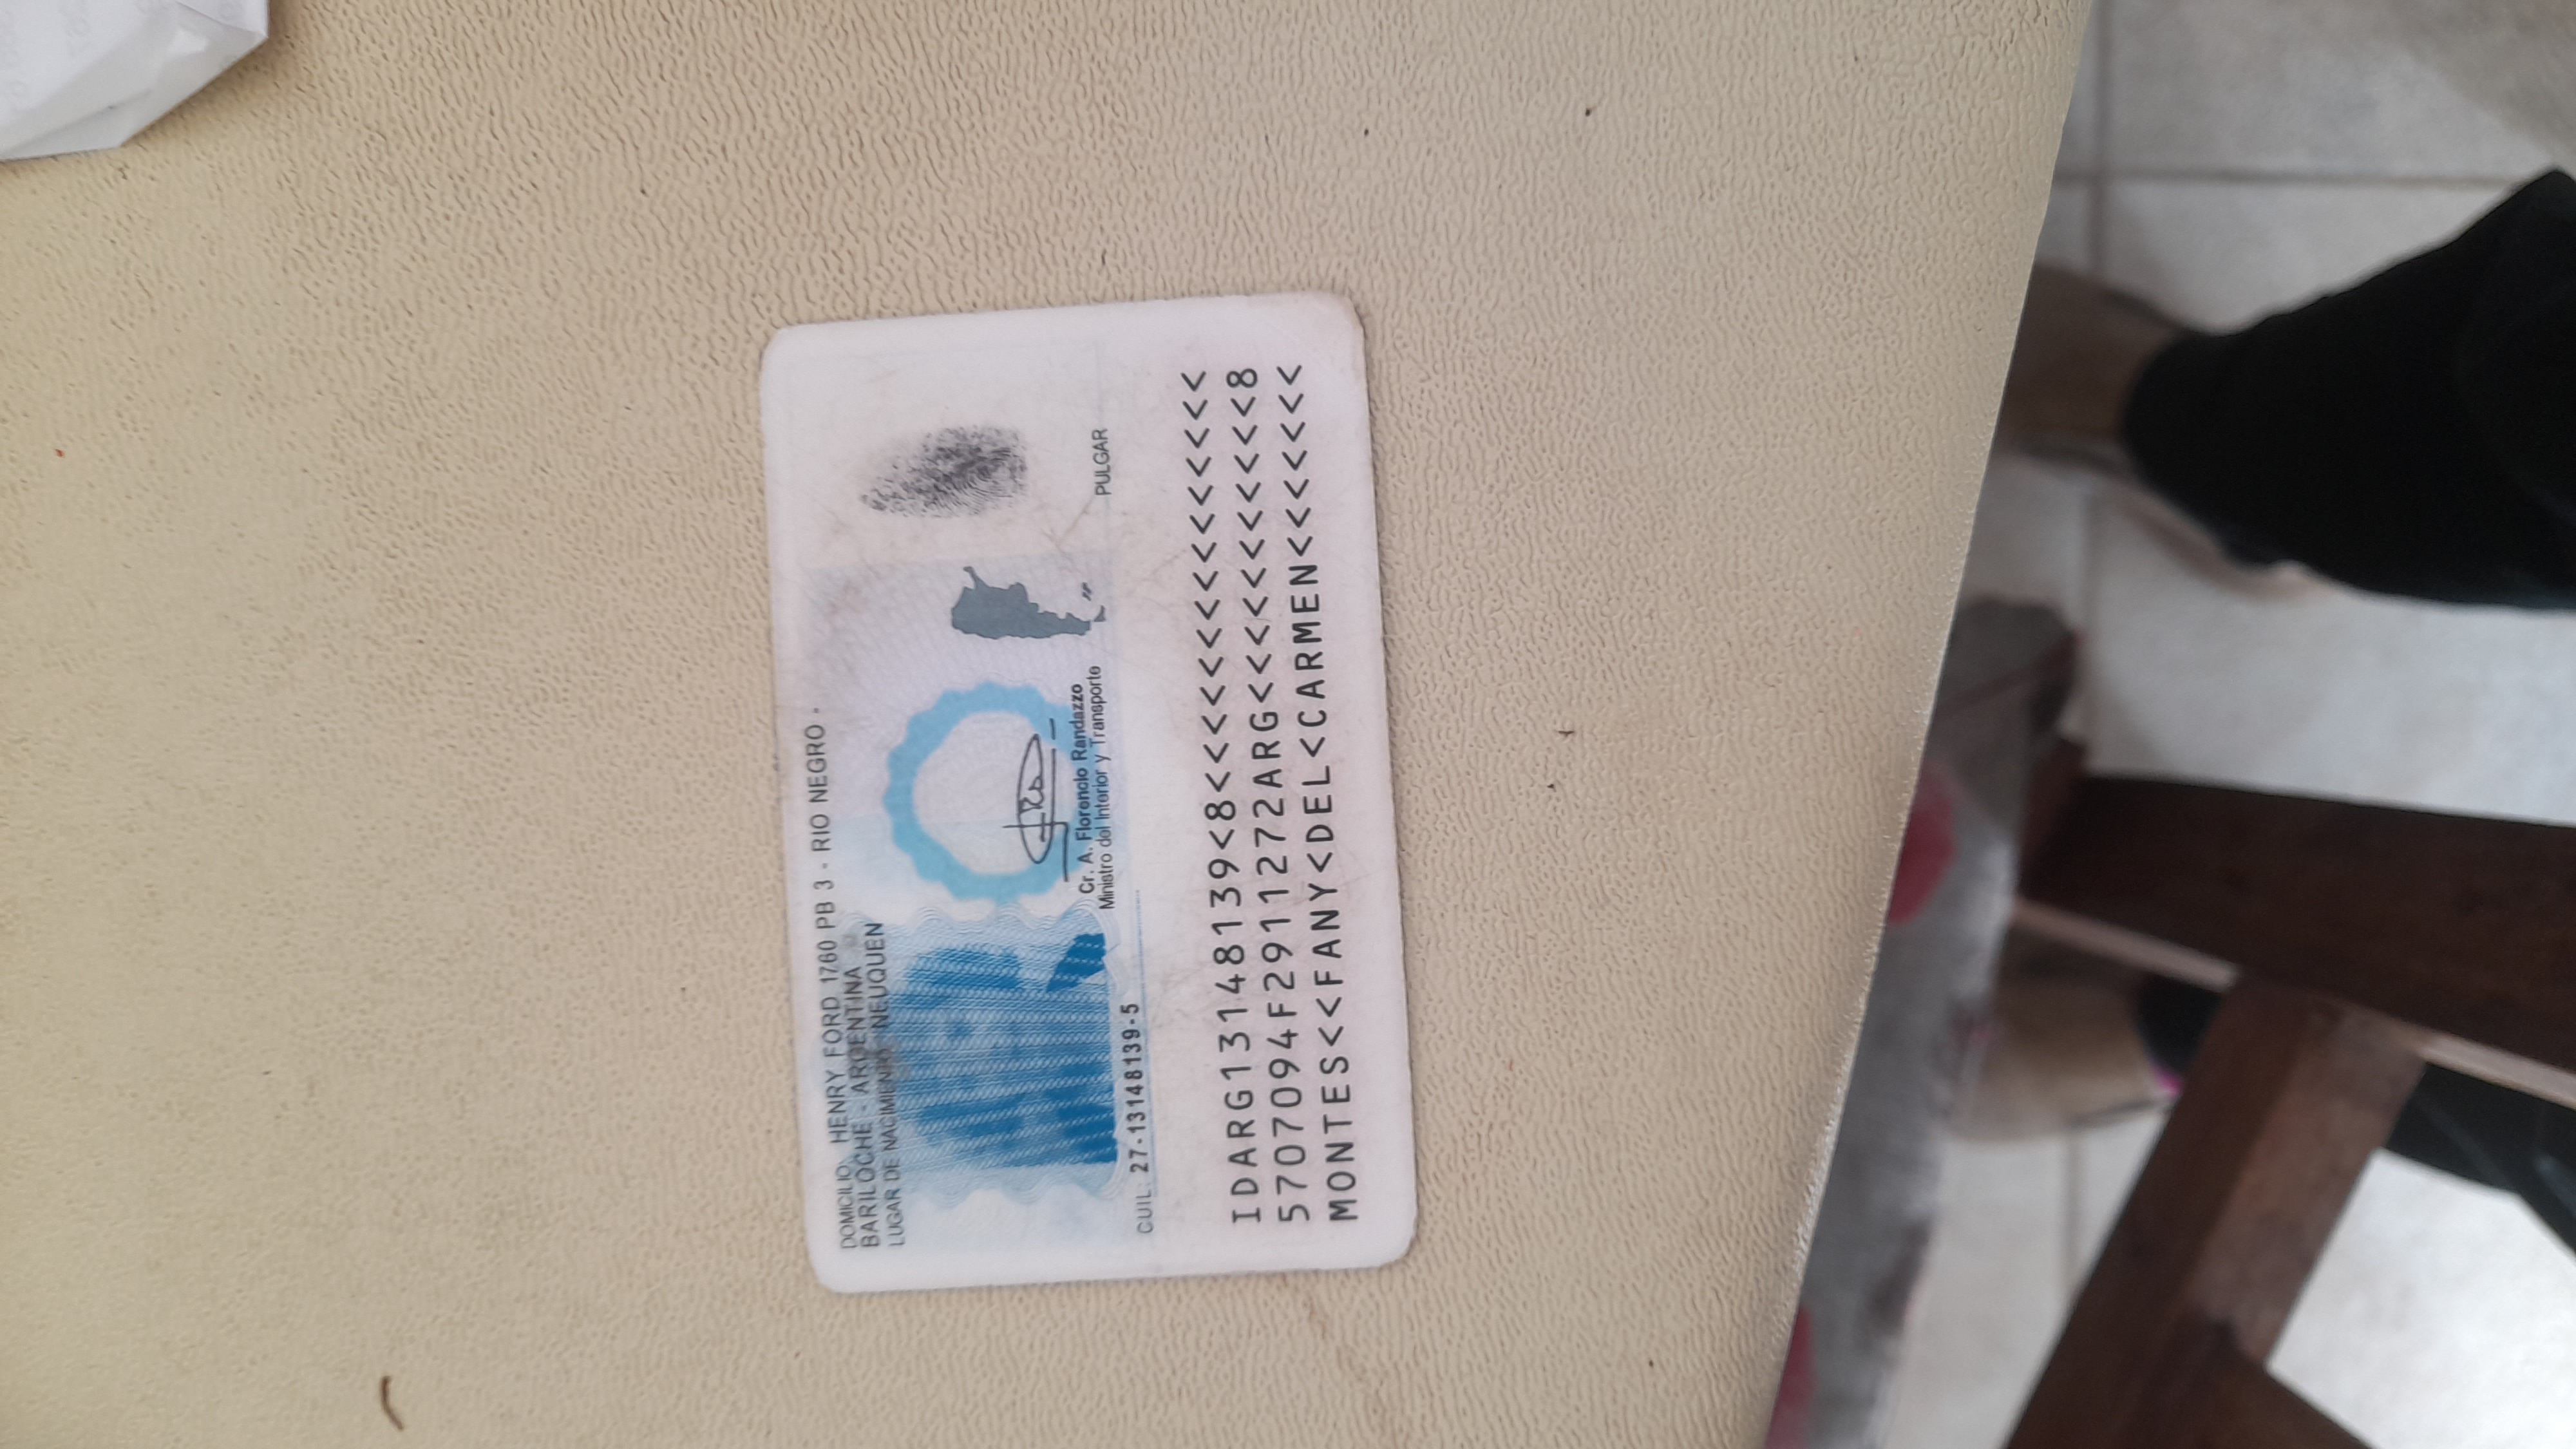 DOMICILIO: HENRY FORD 1760 PB 3 - RIO NEGRO -
BARILOCHE - ARGENTINA
LUGAR DE NACIMIENTO: NEUQUEN
Cr. A. Florencio Randazzo
Ministro del Interior y Transporte
PULGAR
CUIL: 27-13148139-5
IDARG13148139<8<<<<<<<<<<<<<<<
5707094F2911272ARG<<<<<<<<<<<8
MONTES<<FANY<DEL<CARMEN<<<<<<<